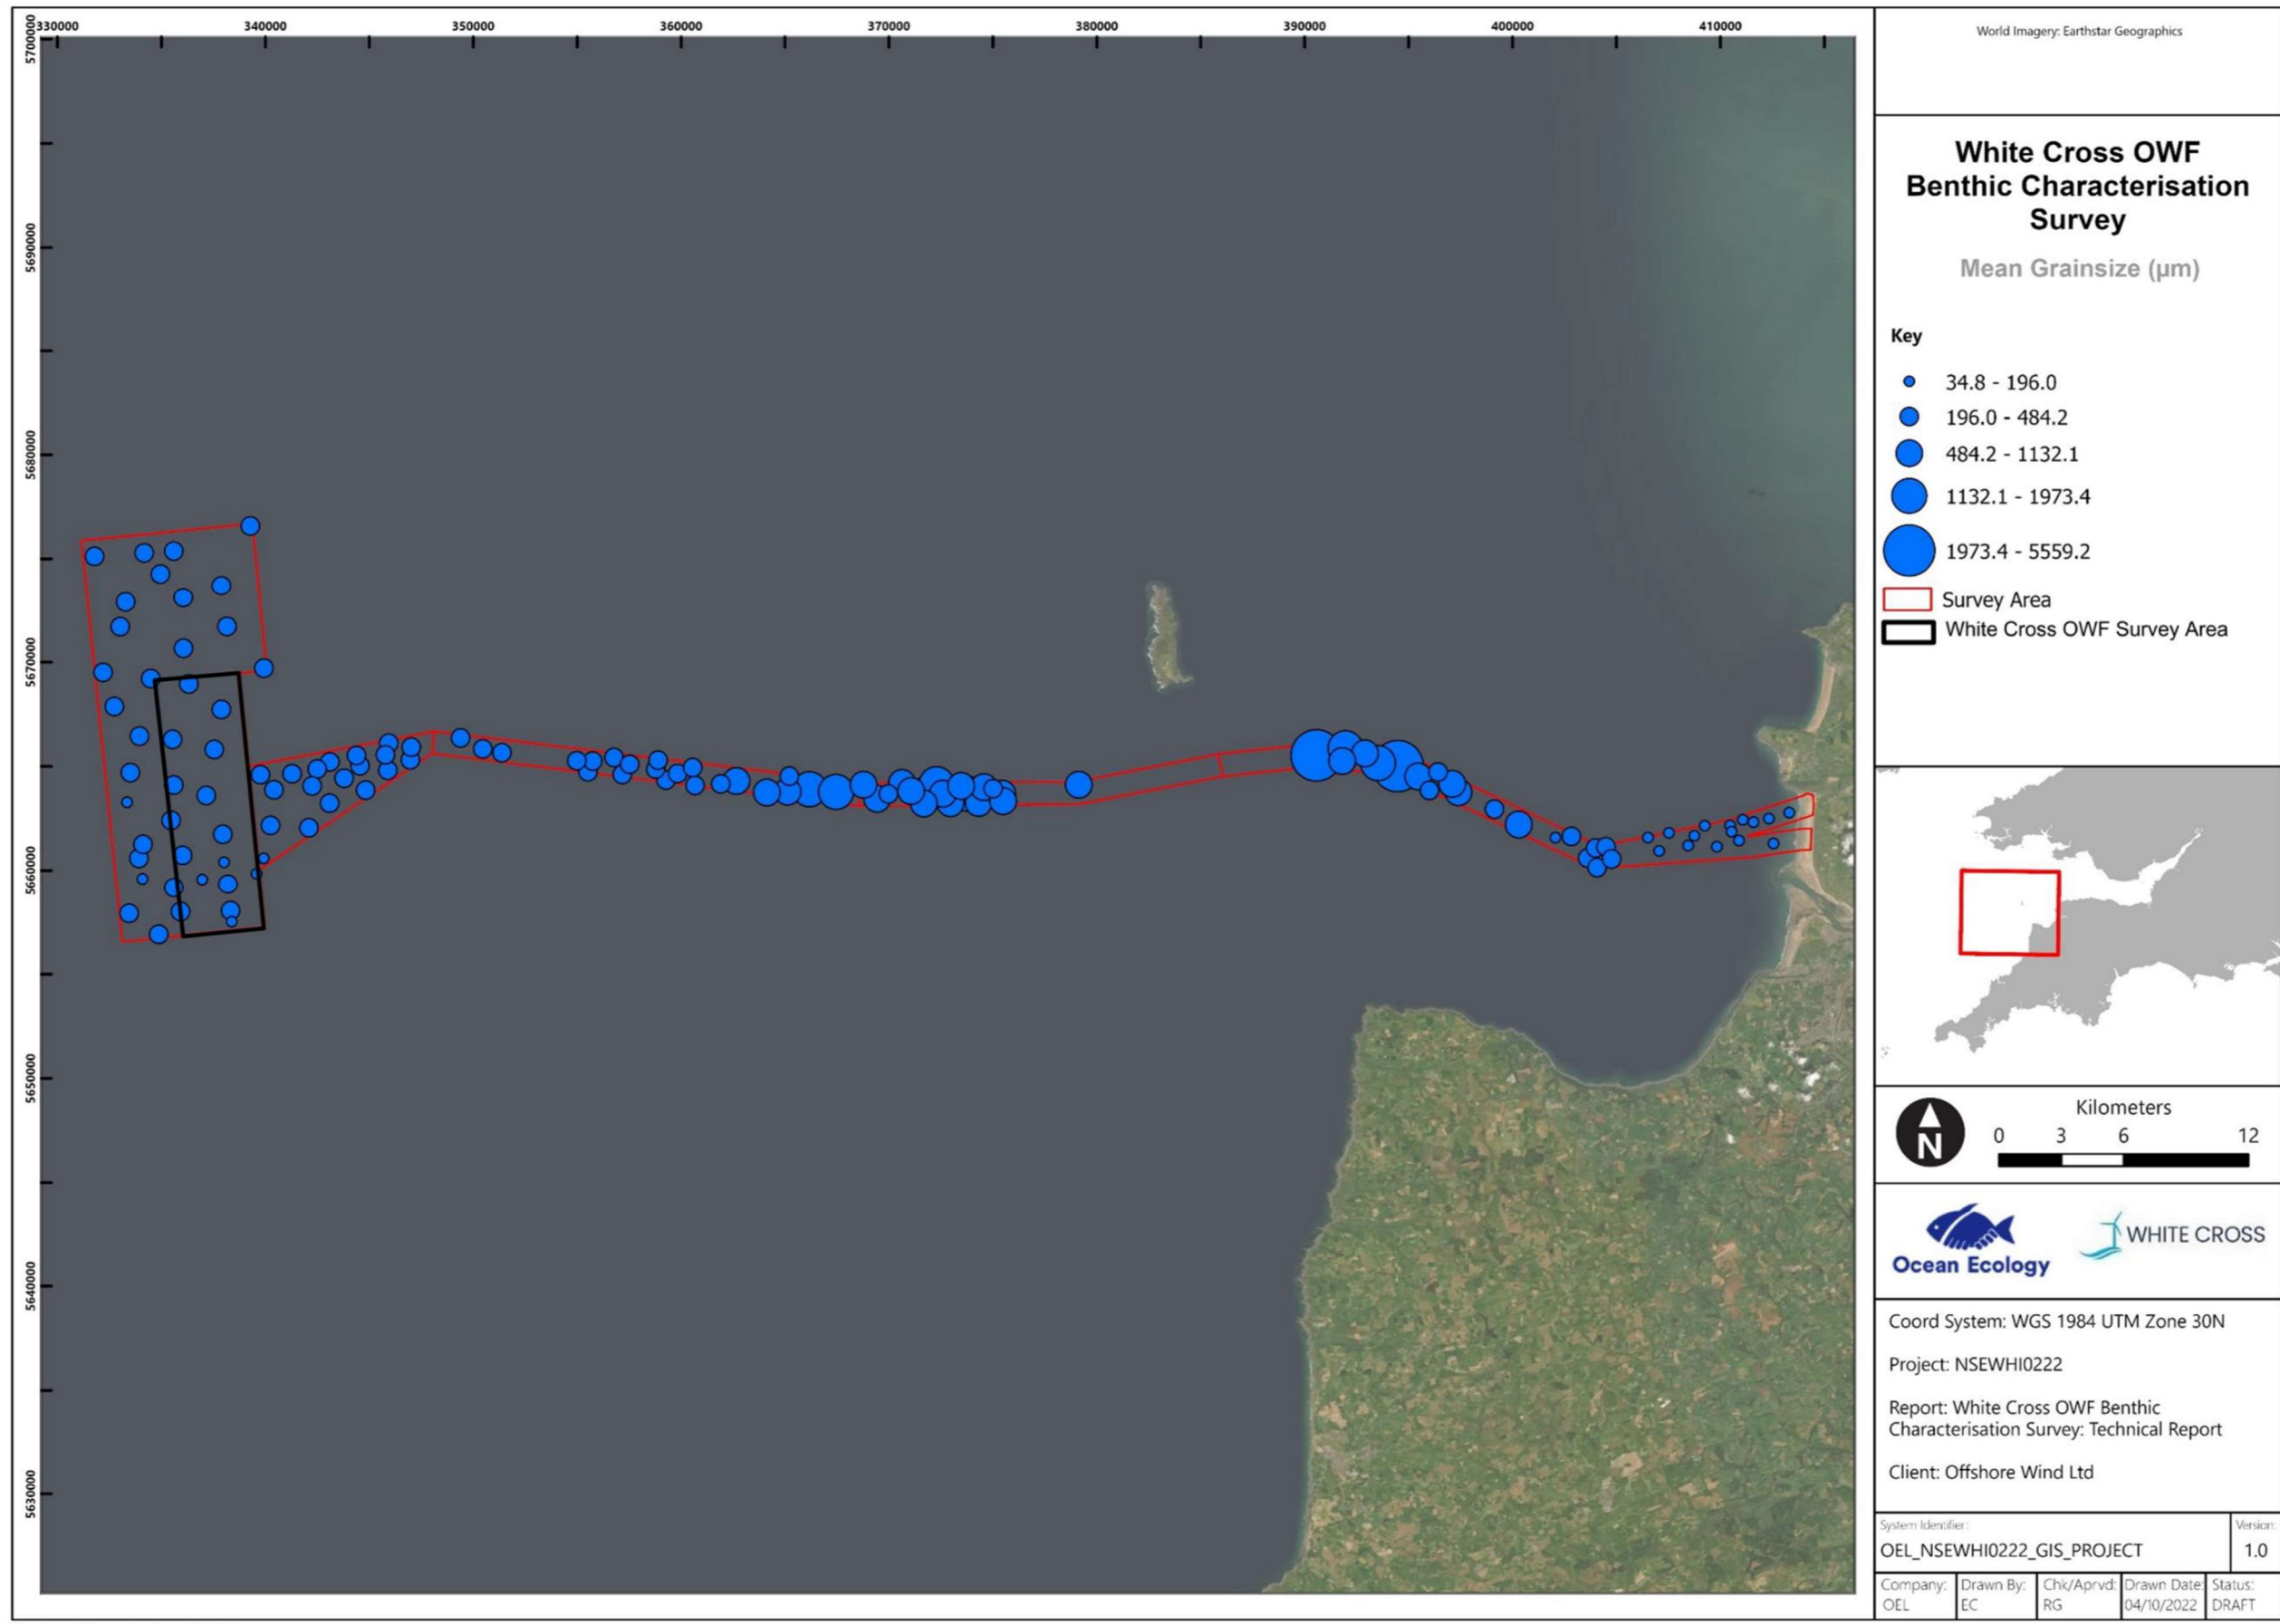 330000 340000 350000 360000 370000 380000 390000 400000 410000
5700000
5690000
5680000
5670000
5660000
5650000
5640000
5630000
World Imagery: Earthstar Geographics
White Cross OWF
Benthic Characterisation
Survey
Mean Grainsize (µm)
Key
34.8 - 196.0
196.0 - 484.2
484.2 - 1132.1
1132.1 - 1973.4
1973.4 - 5559.2
Survey Area
White Cross OWF Survey Area
N
Kilometers
0 3 6 12
Ocean Ecology
WHITE CROSS
Coord System: WGS 1984 UTM Zone 30N
Project: NSEWHI0222
Report: White Cross OWF Benthic
Characterisation Survey: Technical Report
Client: Offshore Wind Ltd
System Identifier: Version:
OEL_NSEWHI0222_GIS_PROJECT 1.0
Company: Drawn By: Chk/Aprvd: Drawn Date: Status:
OEL EC RG 04/10/2022 DRAFT